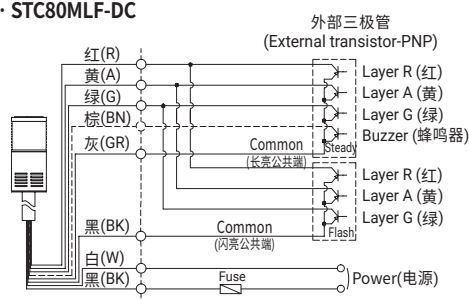 · STC80MLF-DC
外部三极管
(External transistor-PNP)
红(R)
黄(A)
绿(G)
棕(BN)
灰(GR)
黑(BK)
白(W)
黑(BK)
Common
(长亮公共端)
Common
(闪亮公共端)
Fuse
Layer R (红)
Layer A (黄)
Layer G (绿)
Buzzer (蜂鸣器)
Steady
Layer R (红)
Layer A (黄)
Layer G (绿)
Flash
Power(电源)